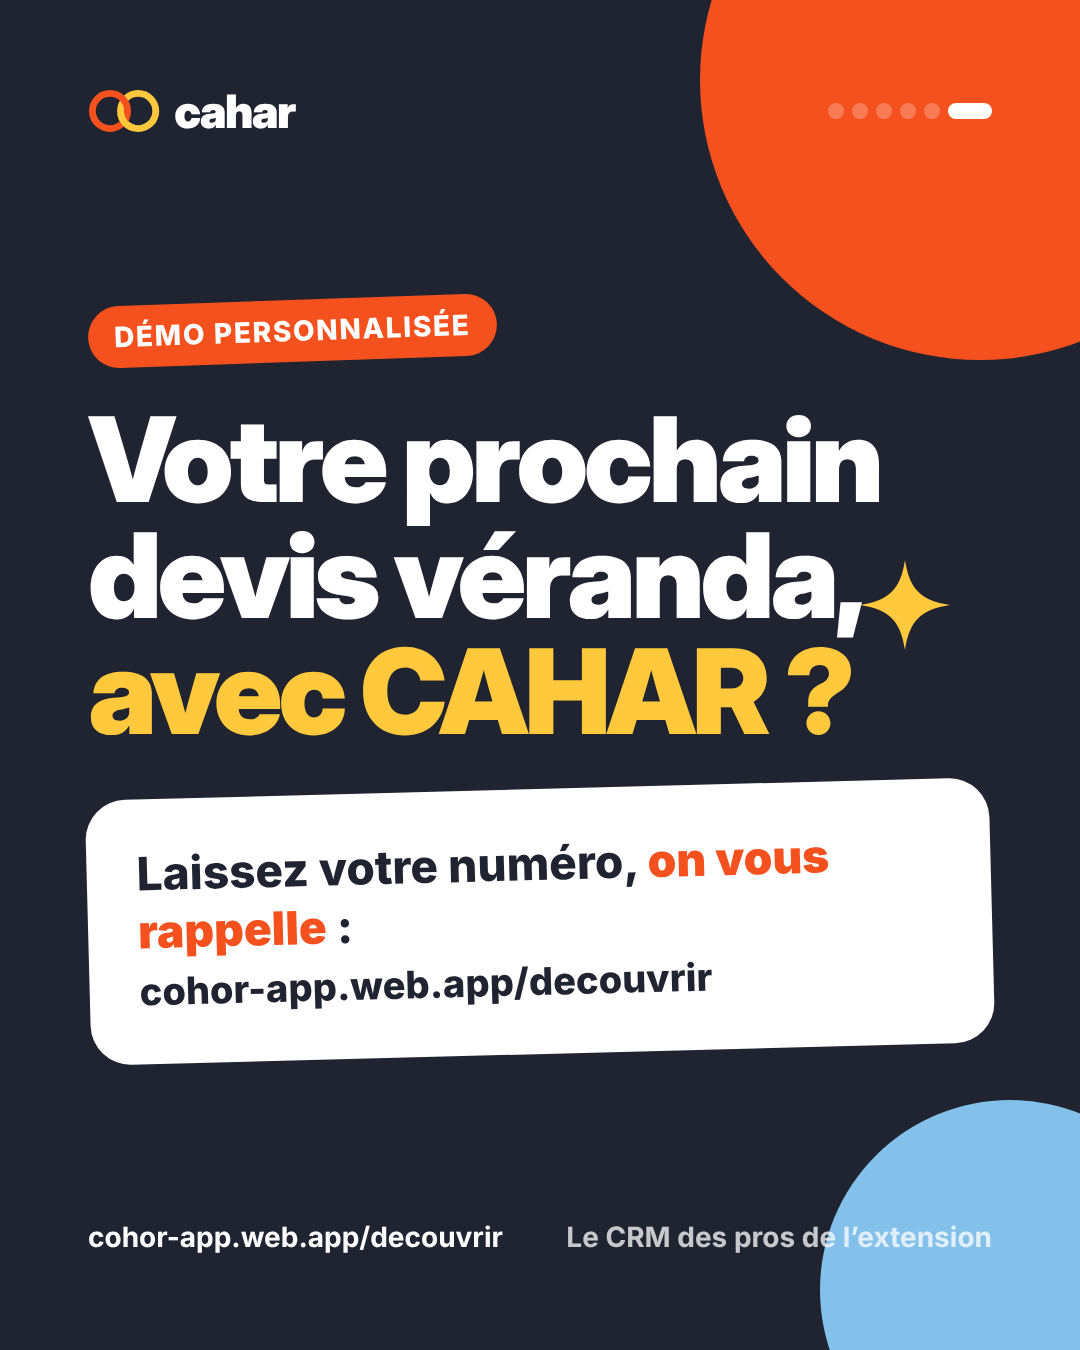 cahar
DÉMO PERSONNALISÉE
Votre prochain
devis véranda,
avec CAHAR ?
Laissez votre numéro, on vous
rappelle :
cohor-app.web.app/decouvrir
cohor-app.web.app/decouvrir
Le CRM des pros de l’extension